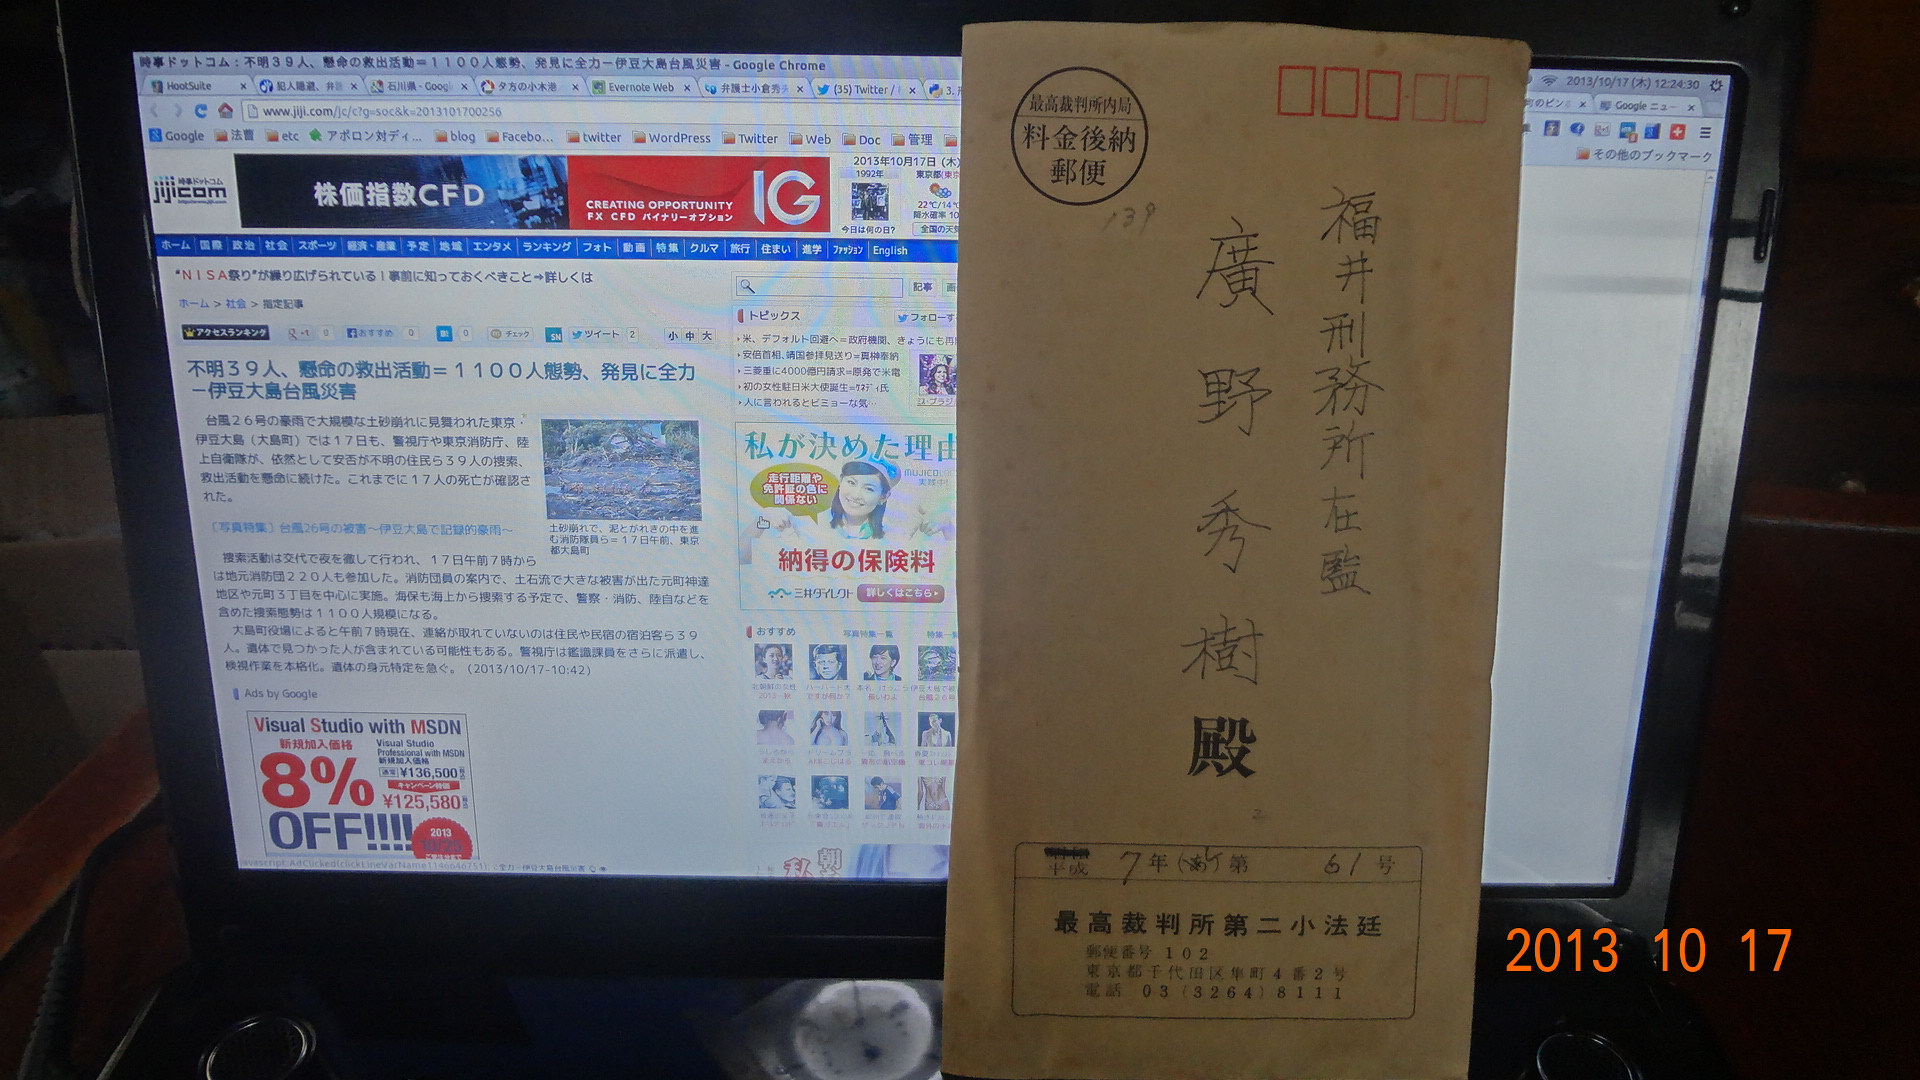 時事ドットコム：不明３９人、懸命の救出活動＝１１００人態勢、発見に全力－伊豆大島台風災害 - Google Chrome
2013/10/17 (木) 12:24:30
HootSuite
石川県 - Googl
夕方の小木港
Evernote Web
弁護士小倉秀夫
(35) Twitter /
Google ニュー
www.jiji.com/jc/c?g=soc&k=2013101700256
Google
法曹
etc
アポロン対ディ...
blog
Facebo...
twitter
WordPress
Twitter
Web
Doc
管理
その他のブックマーク
時事ドットコム
jijicom
株価指数CFD
CREATING OPPORTUNITY
FX CFD バイナリーオプション
IG
2013年10月17日（木）
1992年
今日は何の日?
22℃/14℃
降水確率 10
全国の天気
ホーム 国際 政治 社会 スポーツ 経済・産業 予定 地域 エンタメ ランキング フォト 動画 特集 クルマ 旅行 住まい 進学 ファッション English
“ＮＩＳＡ祭り”が繰り広げられている！事前に知っておくべきこと⇒詳しくは
記事
ホーム > 社会 > 指定記事
アクセスランキング
+1 0
おすすめ 0
B! 0
チェック
SN
ツイート 2
小 中 大
不明３９人、懸命の救出活動＝１１００人態勢、発見に全力
－伊豆大島台風災害
台風２６号の豪雨で大規模な土砂崩れに見舞われた東京・
伊豆大島（大島町）では１７日も、警視庁や東京消防庁、陸
上自衛隊が、依然として安否が不明の住民ら３９人の捜索、
救出活動を懸命に続けた。これまでに１７人の死亡が確認さ
れた。
〔写真特集〕台風26号の被害～伊豆大島で記録的豪雨～
土砂崩れで、泥とがれきの中を進
む消防隊員ら＝１７日午前、東京
都大島町
捜索活動は交代で夜を徹して行われ、１７日午前７時から
は地元消防団２２０人も参加した。消防団員の案内で、土石流で大きな被害が出た元町神達
地区や元町３丁目を中心に実施。海保も海上から捜索する予定で、警察・消防、陸自などを
含めた捜索態勢は１１００人規模になる。
大島町役場によると午前７時現在、連絡が取れていないのは住民や民宿の宿泊客ら３９
人。遺体で見つかった人が含まれている可能性もある。警視庁は鑑識課員をさらに派遣し、
検視作業を本格化。遺体の身元特定を急ぐ。（2013/10/17-10:42）
Ads by Google
Visual Studio with MSDN
新規加入価格
8%
OFF!!!!
Visual Studio
Professional with MSDN
新規加入価格
通常 ¥136,500
キャンペーン特価
¥125,580
2013
トピックス
フォローす
米、デフォルト回避へ＝政府機関、きょうにも再
安倍首相、靖国参拝見送り＝真榊奉納
三菱重に4000億円請求＝原発で米電
初の女性駐日米大使誕生＝ケネディ氏
人に言われるとビミョーな気…
私が決めた理由
走行距離や
免許証の色に
関係ない
納得の保険料
三井ダイレクト
詳しくはこちら
おすすめ
写真特集一覧
最高裁判所内局
料金後納
郵便
139
福井刑務所在監
廣野秀樹殿
2
平成 7年(あ)第 61号
最高裁判所第二小法廷
郵便番号 102
東京都千代田区隼町4番2号
電話 03(3264)8111
2013 10 17